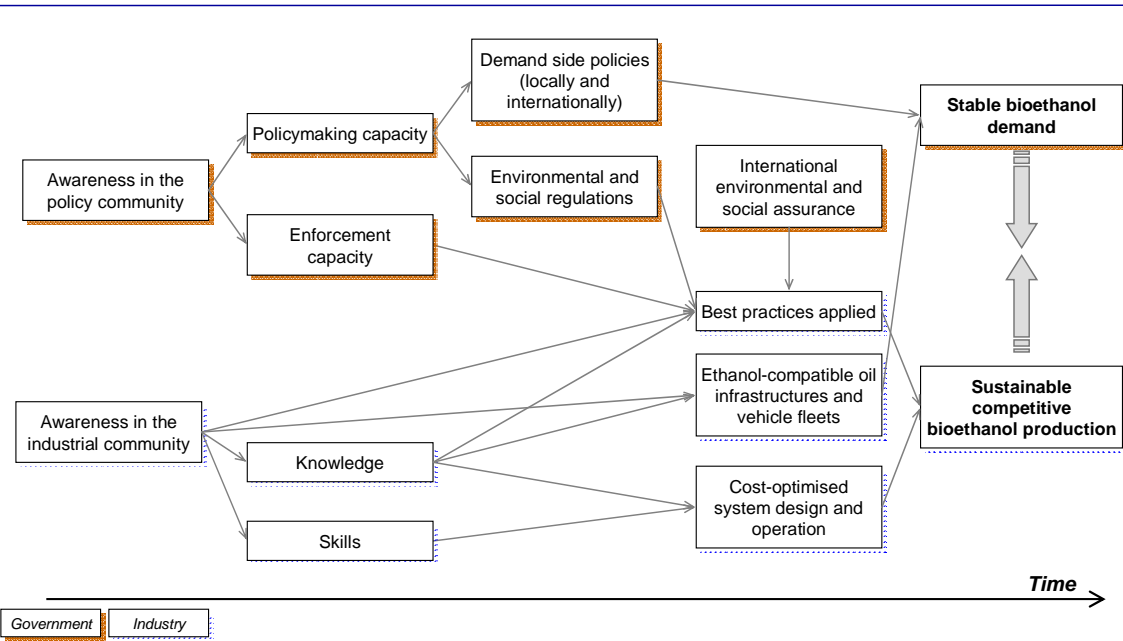 Demand side policies
(locally and
internationally)
Stable bioethanol
demand
Policymaking capacity
International
environmental and
social assurance
Awareness in the
policy community
Environmental and
social regulations
Enforcement
capacity
Best practices applied
Ethanol-compatible oil
infrastructures and
vehicle fleets
Sustainable
competitive
bioethanol production
Awareness in the
industrial community
Knowledge
Cost-optimised
system design and
operation
Skills
Time
Government
Industry